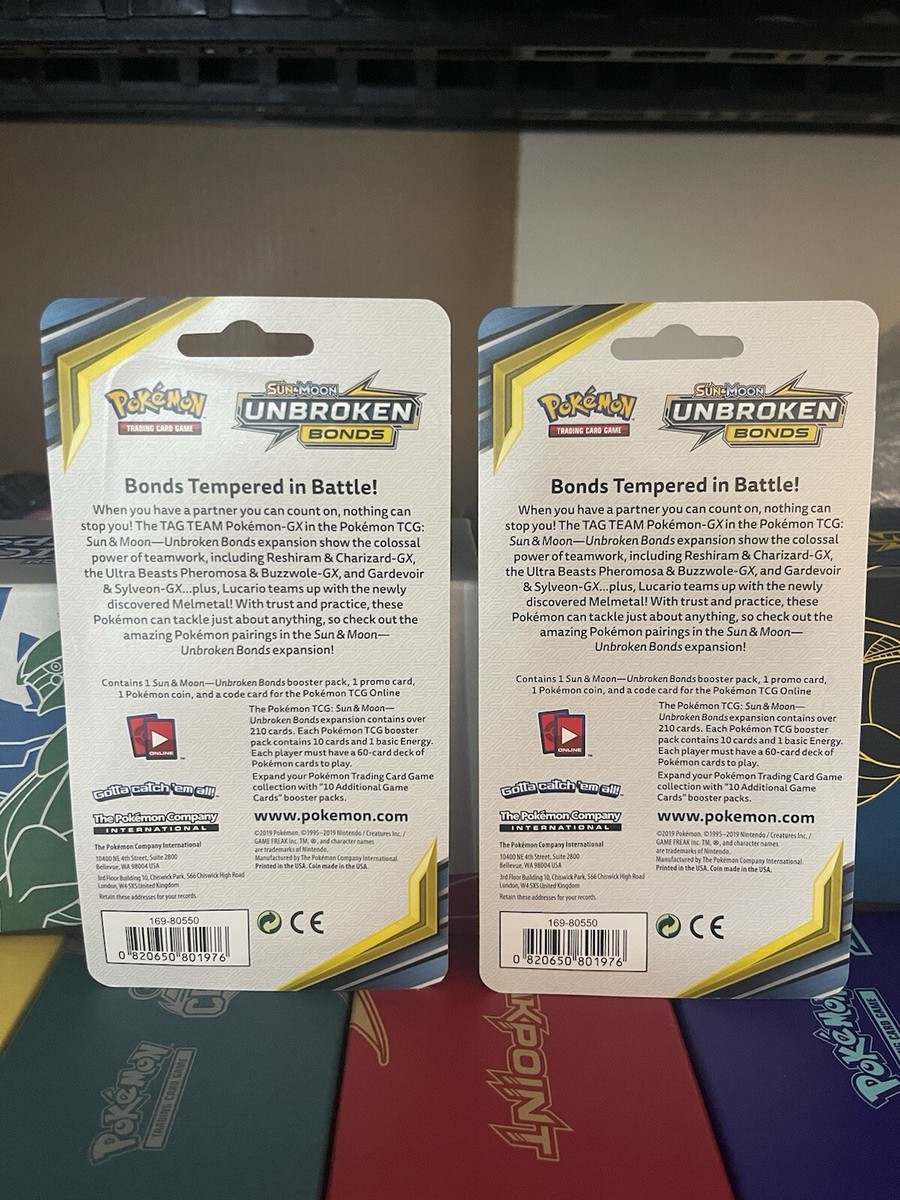 Pokémon
TRADING CARD GAME
SUN & MOON
UNBROKEN
BONDS
Bonds Tempered in Battle!
When you have a partner you can count on, nothing can
stop you! The TAG TEAM Pokémon-GX in the Pokémon TCG:
Sun & Moon—Unbroken Bonds expansion show the colossal
power of teamwork, including Reshiram & Charizard-GX,
the Ultra Beasts Pheromosa & Buzzwole-GX, and Gardevoir
& Sylveon-GX...plus, Lucario teams up with the newly
discovered Melmetal! With trust and practice, these
Pokémon can tackle just about anything, so check out the
amazing Pokémon pairings in the Sun & Moon—
Unbroken Bonds expansion!
Contains 1 Sun & Moon—Unbroken Bonds booster pack, 1 promo card,
1 Pokémon coin, and a code card for the Pokémon TCG Online
ONLINE
The Pokémon TCG: Sun & Moon—
Unbroken Bonds expansion contains over
210 cards. Each Pokémon TCG booster
pack contains 10 cards and 1 basic Energy.
Each player must have a 60-card deck of
Pokémon cards to play.
Expand your Pokémon Trading Card Game
collection with "10 Additional Game
Cards" booster packs.
Gotta catch 'em all!
www.pokemon.com
The Pokémon Company
INTERNATIONAL
©2019 Pokémon. ©1995–2019 Nintendo / Creatures Inc. /
GAME FREAK inc. TM, ®, and character names
are trademarks of Nintendo.
Manufactured by The Pokémon Company International.
Printed in the USA. Coin made in the USA.
The Pokémon Company International
10400 NE 4th Street, Suite 2800
Bellevue, WA 98004 USA
3rd Floor Building 10, Chiswick Park, 566 Chiswick High Road
London, W4 5XS United Kingdom
Retain these addresses for your records.
169-80550
0 820650 801976
CE
Pokémon
TRADING CARD GAME
SUN & MOON
UNBROKEN
BONDS
Bonds Tempered in Battle!
When you have a partner you can count on, nothing can
stop you! The TAG TEAM Pokémon-GX in the Pokémon TCG:
Sun & Moon—Unbroken Bonds expansion show the colossal
power of teamwork, including Reshiram & Charizard-GX,
the Ultra Beasts Pheromosa & Buzzwole-GX, and Gardevoir
& Sylveon-GX...plus, Lucario teams up with the newly
discovered Melmetal! With trust and practice, these
Pokémon can tackle just about anything, so check out the
amazing Pokémon pairings in the Sun & Moon—
Unbroken Bonds expansion!
Contains 1 Sun & Moon—Unbroken Bonds booster pack, 1 promo card,
1 Pokémon coin, and a code card for the Pokémon TCG Online
ONLINE
The Pokémon TCG: Sun & Moon—
Unbroken Bonds expansion contains over
210 cards. Each Pokémon TCG booster
pack contains 10 cards and 1 basic Energy.
Each player must have a 60-card deck of
Pokémon cards to play.
Expand your Pokémon Trading Card Game
collection with "10 Additional Game
Cards" booster packs.
Gotta catch 'em all!
www.pokemon.com
The Pokémon Company
INTERNATIONAL
©2019 Pokémon. ©1995–2019 Nintendo / Creatures Inc. /
GAME FREAK inc. TM, ®, and character names
are trademarks of Nintendo.
Manufactured by The Pokémon Company International.
Printed in the USA. Coin made in the USA.
The Pokémon Company International
10400 NE 4th Street, Suite 2800
Bellevue, WA 98004 USA
3rd Floor Building 10, Chiswick Park, 566 Chiswick High Road
London, W4 5XS United Kingdom
Retain these addresses for your records.
169-80550
0 820650 801976
CE
Pokémon
TRADING CARD GAME
KPOINT
Pokémon
CARD GAME